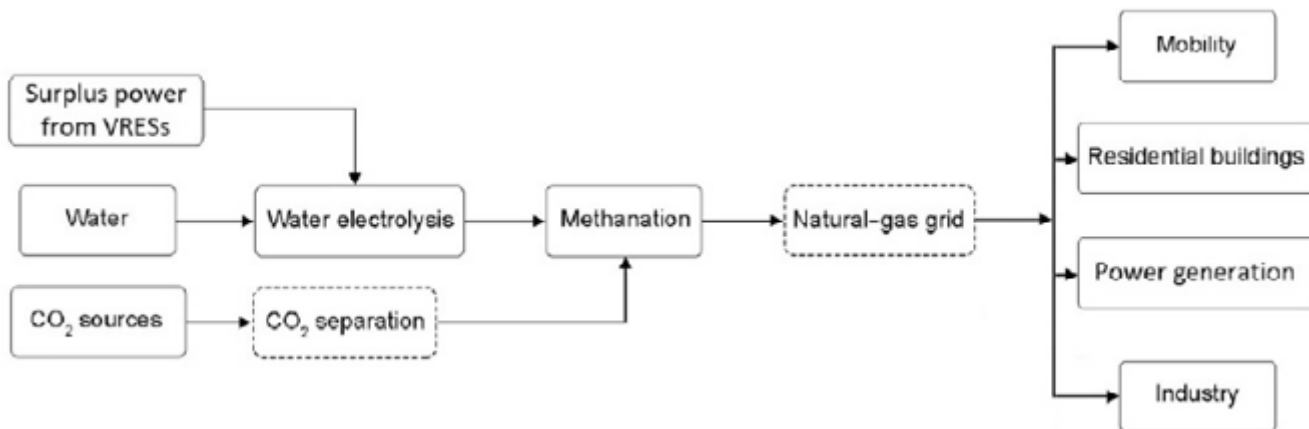 Surplus power
from VRESs
Water
CO₂ sources
Water electrolysis
CO₂ separation
Methanation
Natural-gas grid
Mobility
Residential buildings
Power generation
Industry